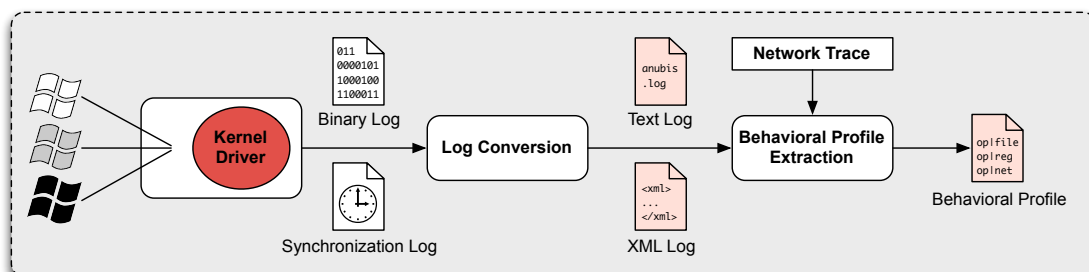 Kernel
Driver
011
0000101
1000100
1100011
Binary Log
Synchronization Log
Log Conversion
anubis
.log
Text Log
<xml>
...
</xml>
XML Log
Network Trace
Behavioral Profile
Extraction
op|file
op|reg
op|net
Behavioral Profile